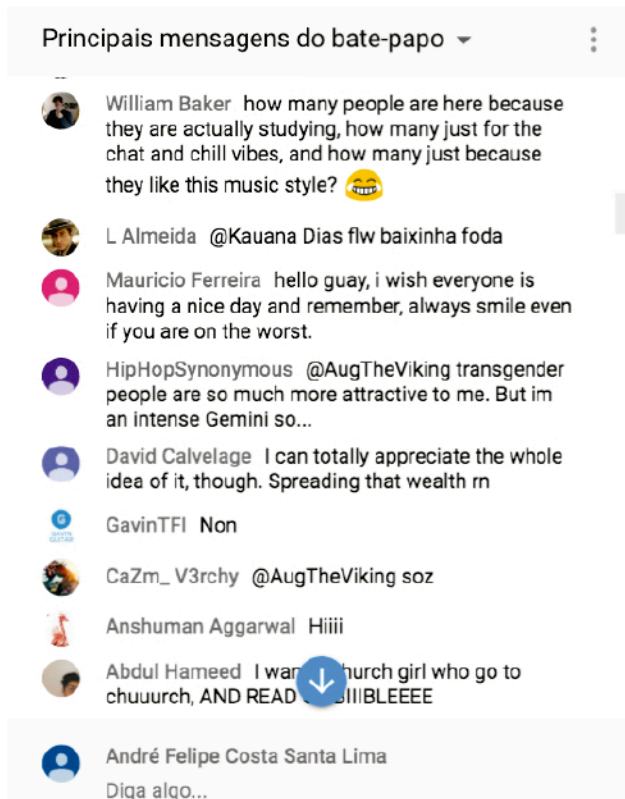 Principais mensagens do bate-papo
William Baker how many people are here because
they are actually studying, how many just for the
chat and chill vibes, and how many just because
they like this music style?
L Almeida @Kauana Dias flw baixinha foda
Mauricio Ferreira hello guay, i wish everyone is
having a nice day and remember, always smile even
if you are on the worst.
HipHopSynonymous @AugTheViking transgender
people are so much more attractive to me. But im
an intense Gemini so...
David Calvelage I can totally appreciate the whole
idea of it, though. Spreading that wealth rn
GavinTFI Non
CaZm_ V3rchy @AugTheViking soz
Anshuman Aggarwal Hiiii
Abdul Hameed I girl who go to
chuuurch, AND READ
André Felipe Costa Santa Lima
Diga algo...